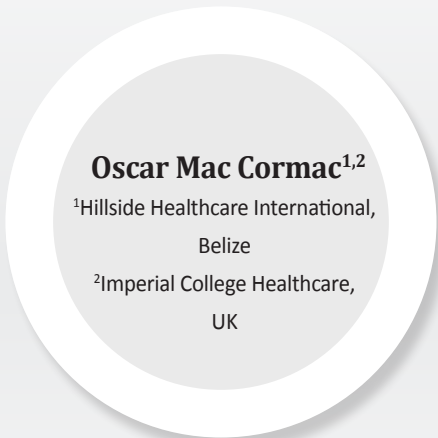 Oscar Mac Cormac1,2
1Hillside Healthcare International,
Belize
2Imperial College Healthcare,
UK